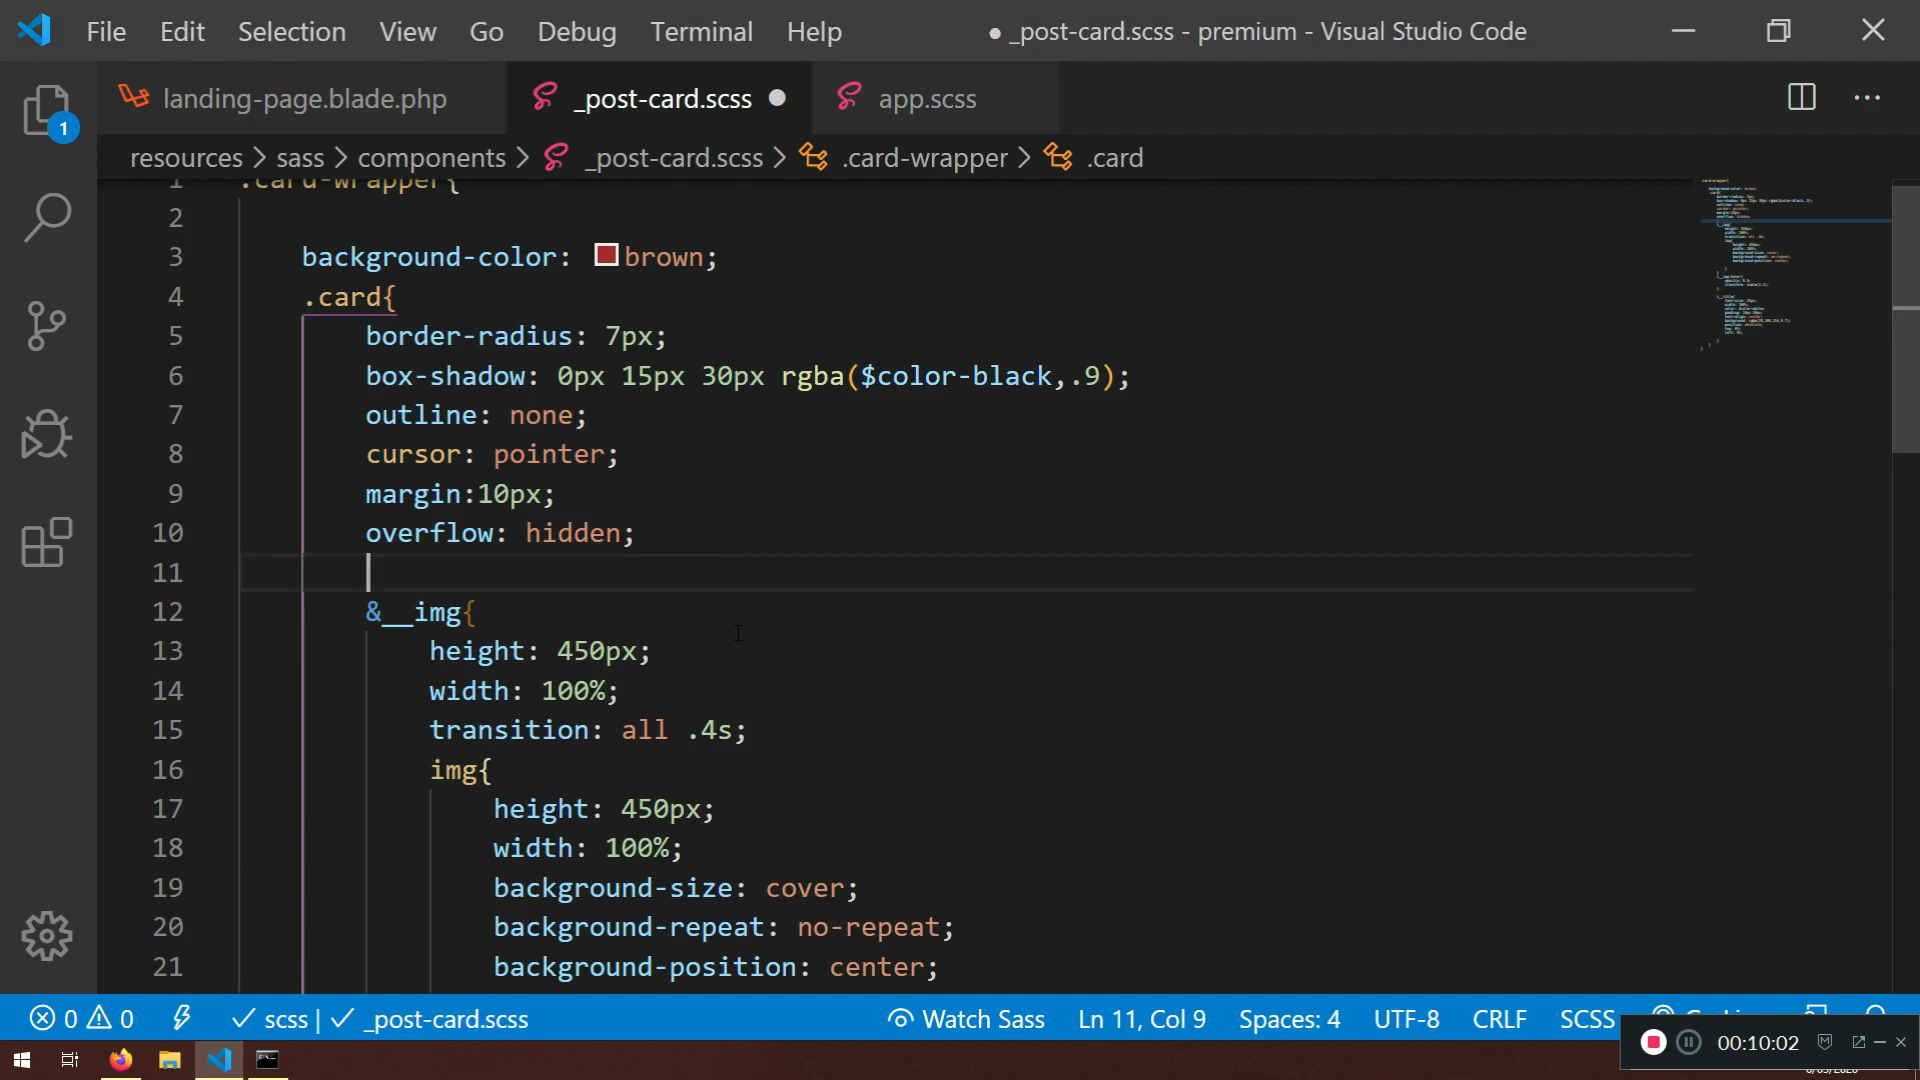 File Edit Selection View Go Debug Terminal Help ● _post-card.scss - premium - Visual Studio Code
landing-page.blade.php _post-card.scss app.scss
1
resources > sass > components > _post-card.scss > .card-wrapper > .card
1 .card-wrapper{
2
3 background-color: brown;
4 .card{
5 border-radius: 7px;
6 box-shadow: 0px 15px 30px rgba($color-black,.9);
7 outline: none;
8 cursor: pointer;
9 margin:10px;
10 overflow: hidden;
11
12 &__img{
13 height: 450px;
14 width: 100%;
15 transition: all .4s;
16 img{
17 height: 450px;
18 width: 100%;
19 background-size: cover;
20 background-repeat: no-repeat;
21 background-position: center;
0 0 scss | _post-card.scss Watch Sass Ln 11, Col 9 Spaces: 4 UTF-8 CRLF SCSS
00:10:02